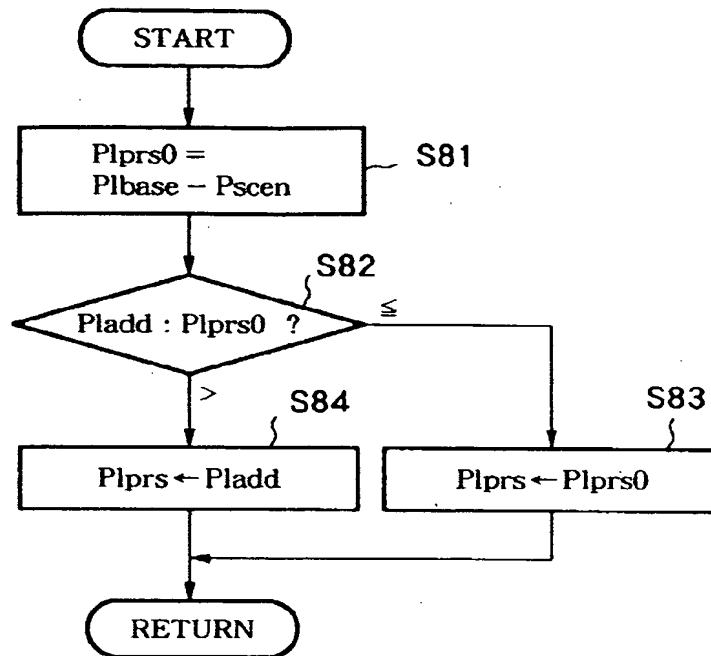 START
Plprs0 =
Plbase − Pscen
S81
S82
Pladd : Plprs0 ?
≦
>
S84
S83
Plprs ← Pladd
Plprs ← Plprs0
RETURN